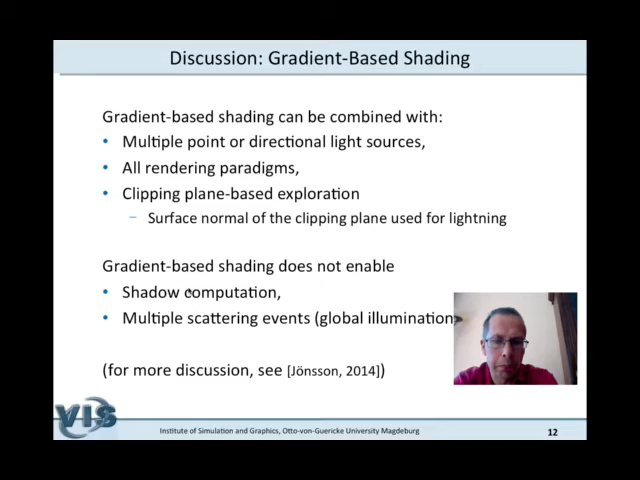 Discussion: Gradient-Based Shading
Gradient-based shading can be combined with:
• Multiple point or directional light sources,
• All rendering paradigms,
• Clipping plane-based exploration
– Surface normal of the clipping plane used for lightning
Gradient-based shading does not enable
• Shadow computation,
• Multiple scattering events (global illumination
(for more discussion, see [Jönsson, 2014])
VIS
Institute of Simulation and Graphics, Otto-von-Guericke University Magdeburg
12